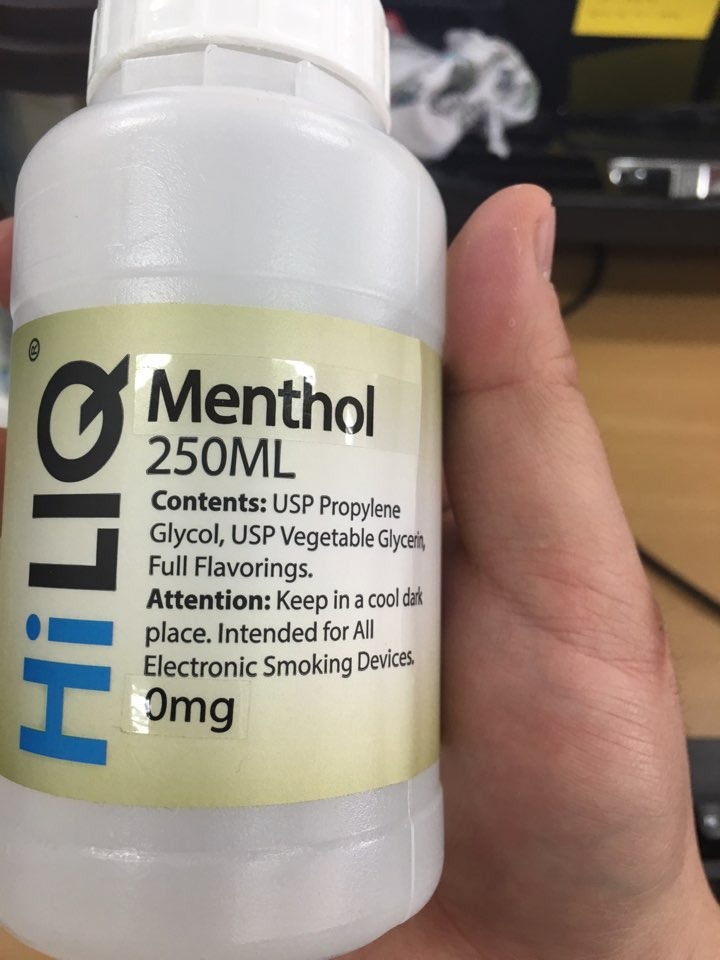 HiLIQ®
Menthol
250ML
Contents: USP Propylene
Glycol, USP Vegetable Glycerin,
Full Flavorings.
Attention: Keep in a cool dark
place. Intended for All
Electronic Smoking Devices.
0mg